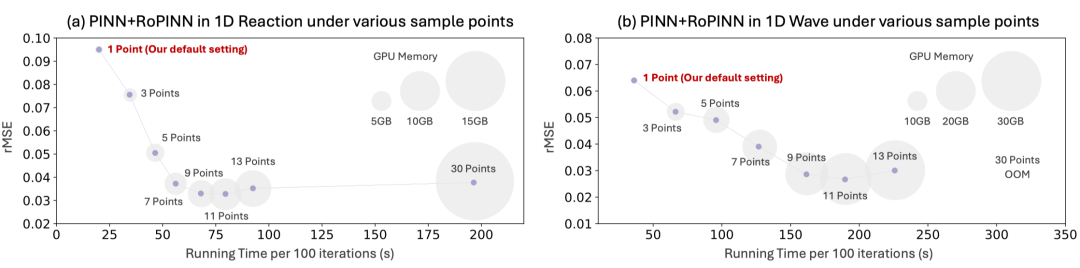 (a) PINN+RoPINN in 1D Reaction under various sample points
0.10
0.09
0.08
0.07
0.06
0.05
0.04
0.03
0.02
rMSE
1 Point (Our default setting)
3 Points
5 Points
7 Points
9 Points
11 Points
13 Points
30 Points
GPU Memory
5GB
10GB
15GB
0
25
50
75
100
125
150
175
200
Running Time per 100 iterations (s)
(b) PINN+RoPINN in 1D Wave under various sample points
0.08
0.07
0.06
0.05
0.04
0.03
0.02
0.01
rMSE
1 Point (Our default setting)
3 Points
5 Points
7 Points
9 Points
11 Points
13 Points
GPU Memory
10GB
20GB
30GB
30 Points
OOM
50
100
150
200
250
300
350
Running Time per 100 iterations (s)